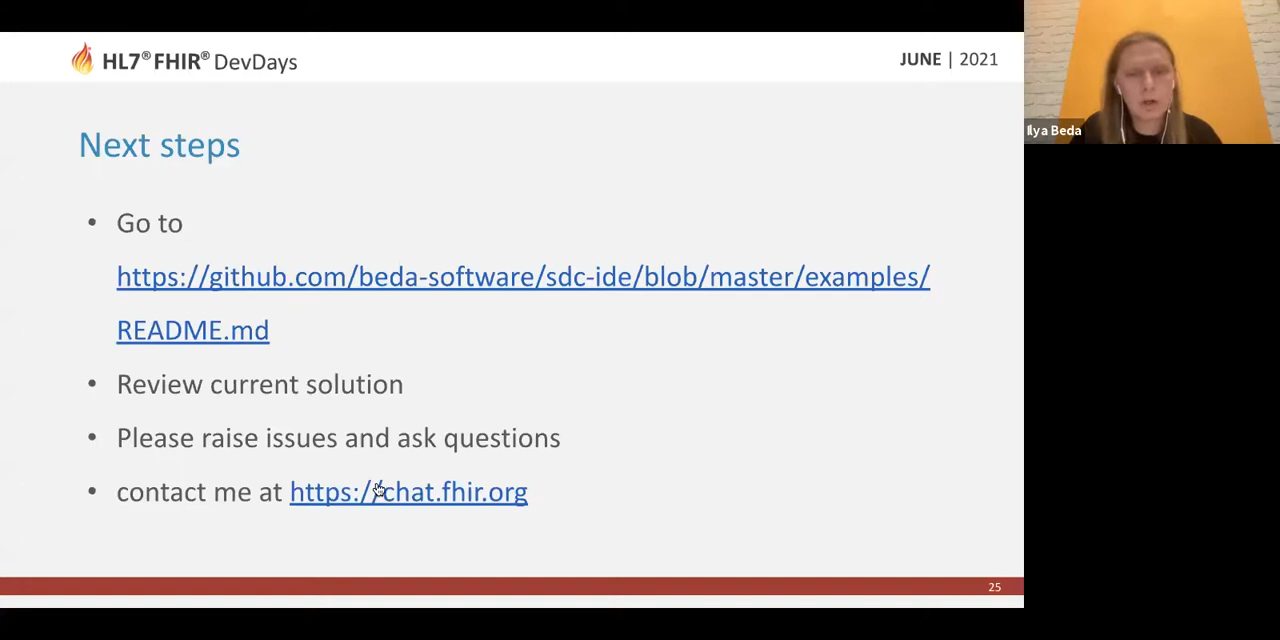 HL7® FHIR® DevDays
JUNE | 2021
Ilya Beda
Next steps
• Go to
https://github.com/beda-software/sdc-ide/blob/master/examples/
README.md
• Review current solution
• Please raise issues and ask questions
• contact me at https://chat.fhir.org
25